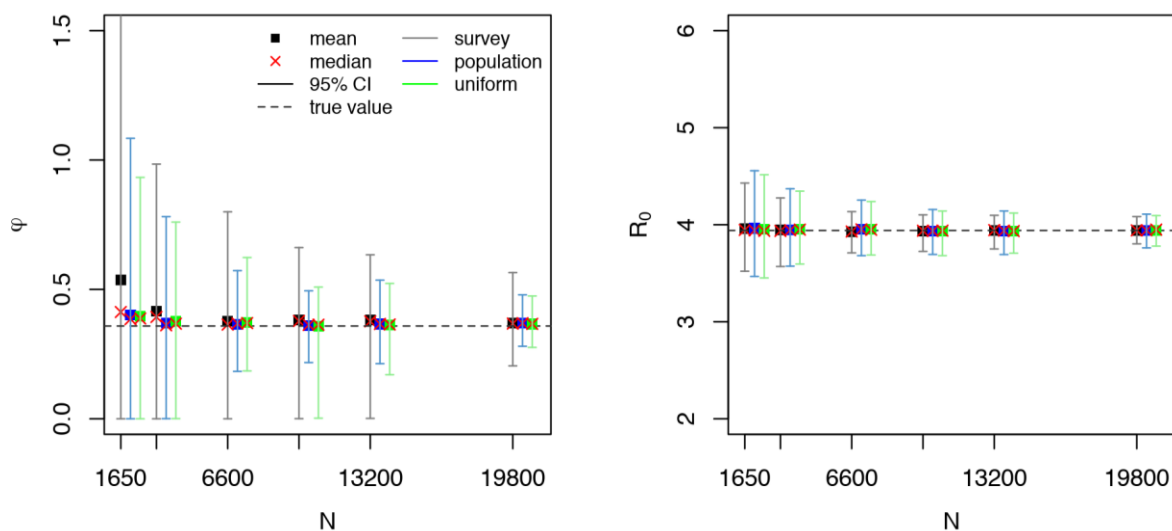 1.5
1.0
0.5
0.0
φ
mean
median
95% CI
true value
survey
population
uniform
1650
6600
13200
19800
N
6
5
4
3
2
R0
1650
6600
13200
19800
N